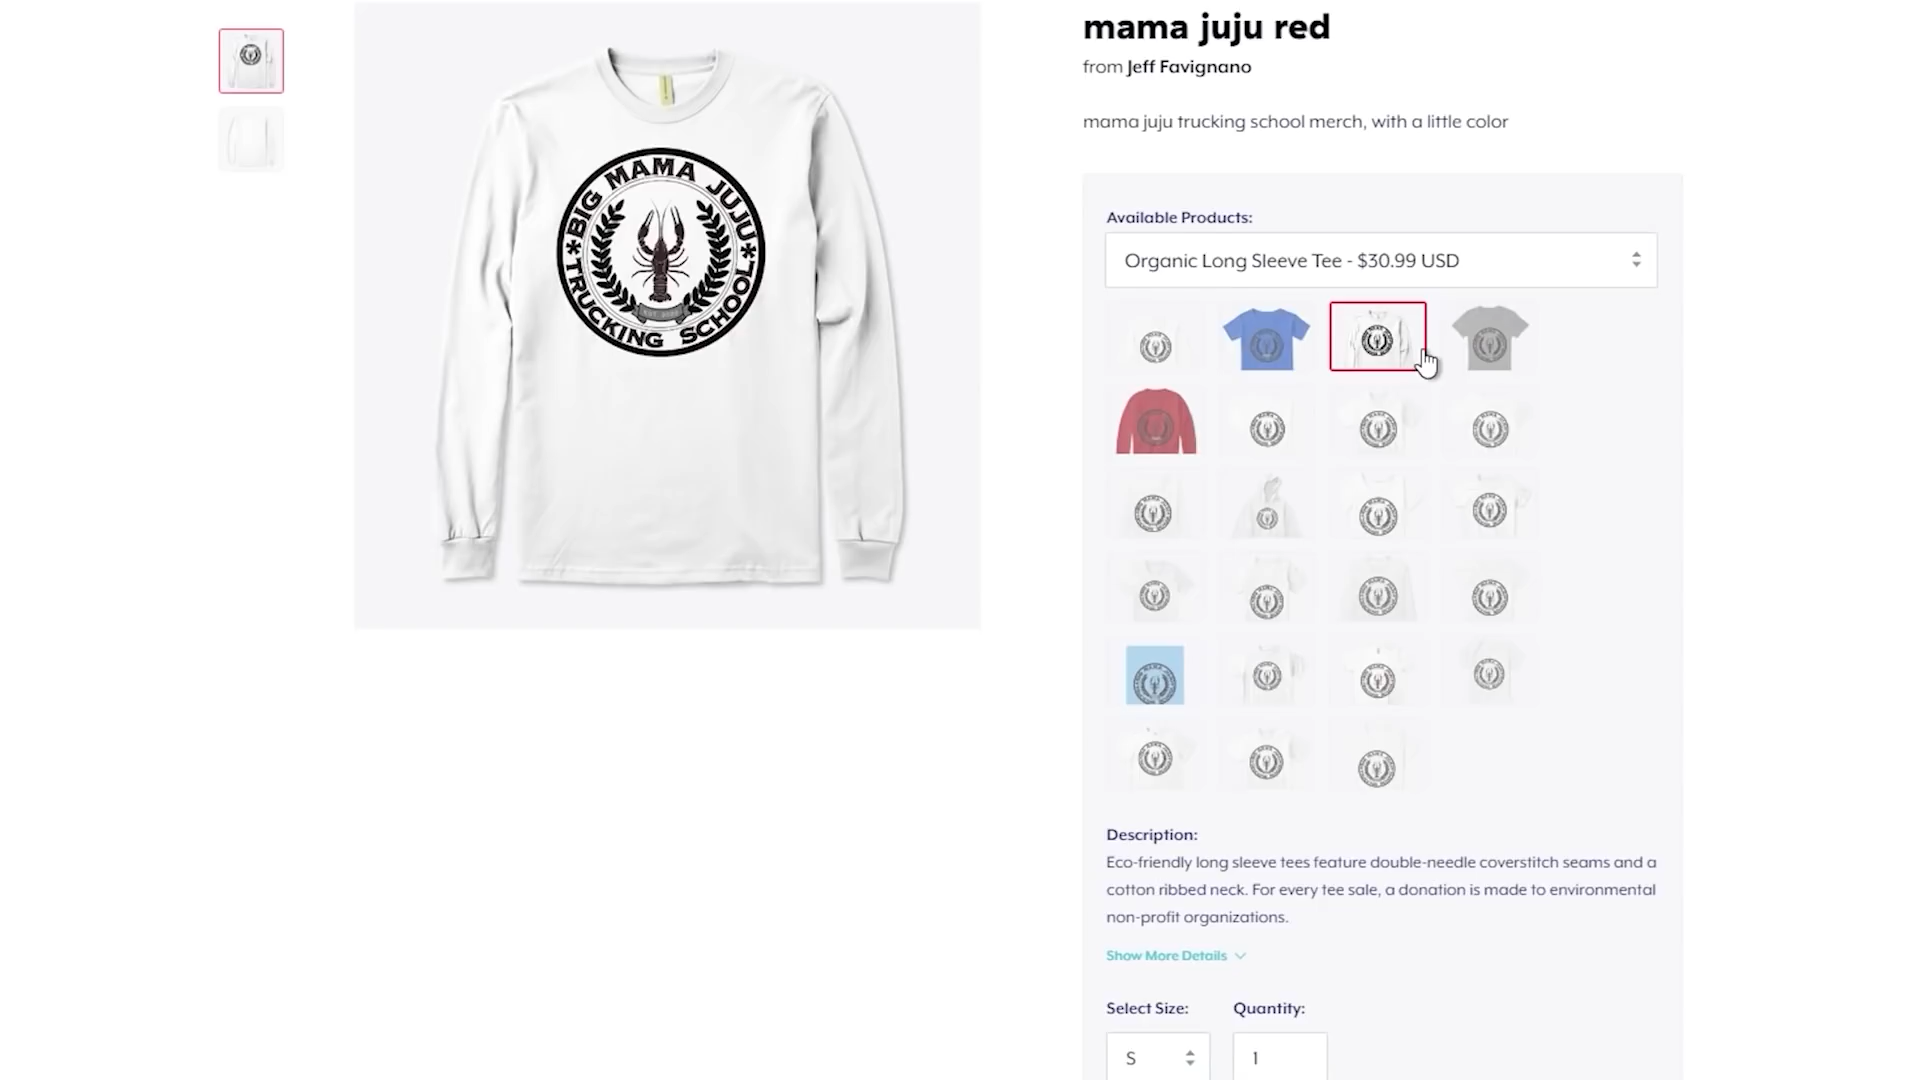 mama juju red
from Jeff Favignano
mama juju trucking school merch, with a little color
*BIG MAMA JUJU*
TRUCKING SCHOOL
Available Products:
Organic Long Sleeve Tee - $30.99 USD
Description:
Eco-friendly long sleeve tees feature double-needle coverstitch seams and a
cotton ribbed neck. For every tee sale, a donation is made to environmental
non-profit organizations.
Show More Details
Select Size:
Quantity:
S
1